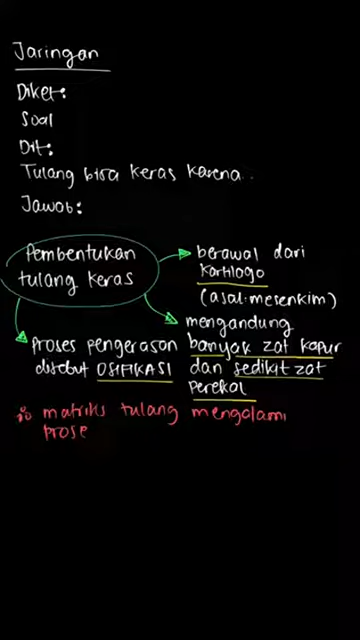 Jaringan
Diket:
Soal
Dit:
Tulang bisa keras karena..
Jawab:
Pembentukan
tulang keras
berawal dari
kartilago
(asal:mesenkim)
mengandung
banyak zat kapur
dan sedikit zat
perekat
Proses pengerasan
disebut OSIFIKASI
∴ matriks tulang mengalami
prose